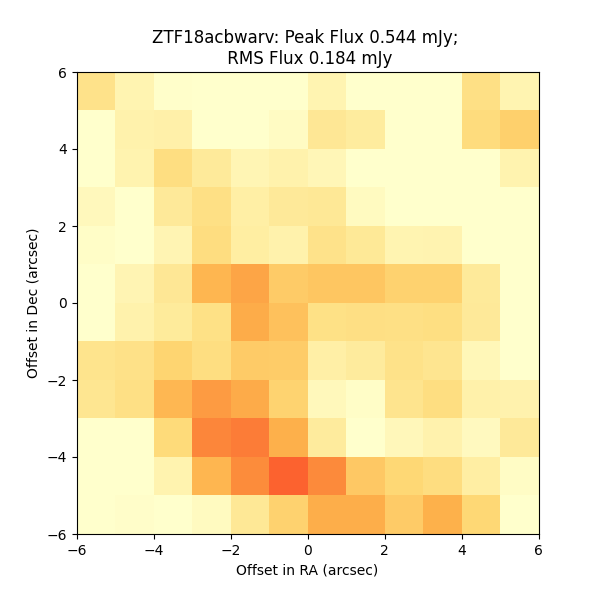 ZTF18acbwarv: Peak Flux 0.544 mJy;
RMS Flux 0.184 mJy
6
4
2
0
−2
−4
−6
Offset in Dec (arcsec)
−6 −4 −2 0 2 4 6
Offset in RA (arcsec)